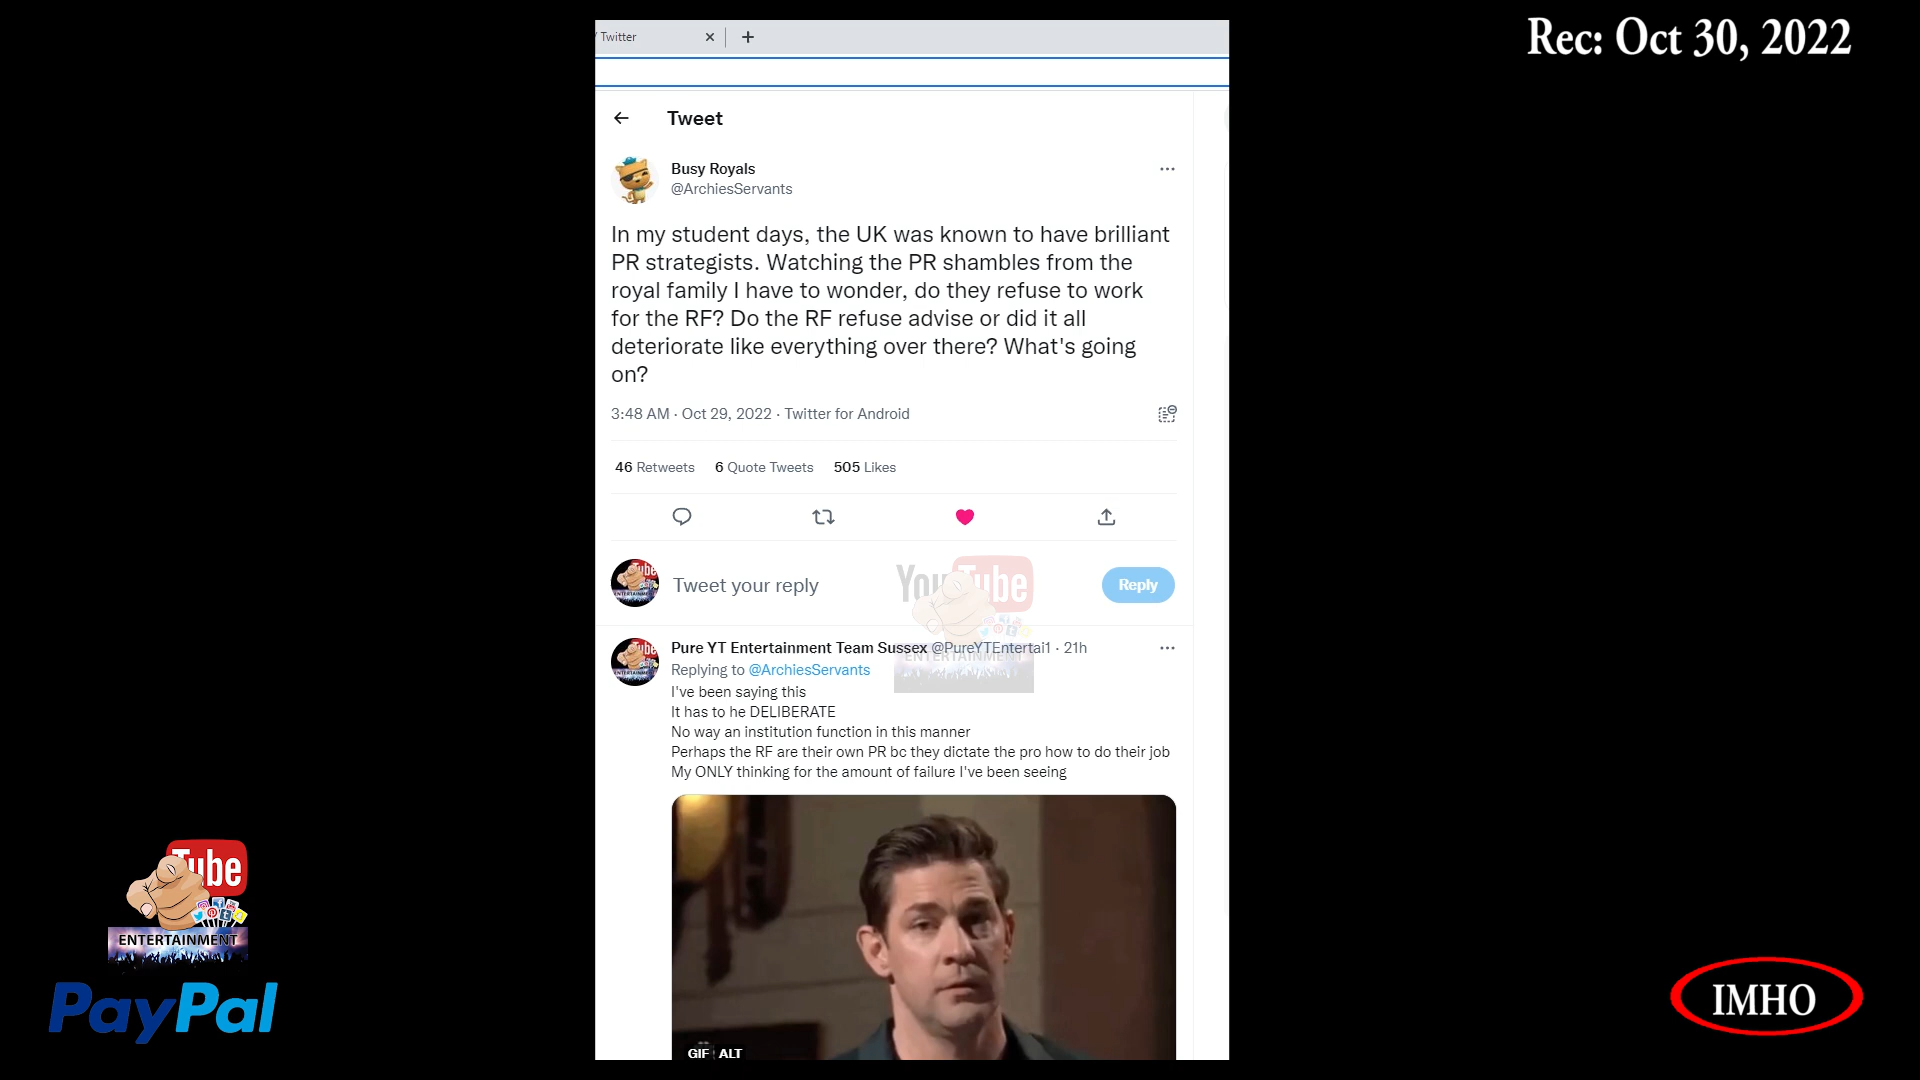 / Twitter
Rec: Oct 30, 2022
Tweet
Busy Royals
@ArchiesServants
In my student days, the UK was known to have brilliant
PR strategists. Watching the PR shambles from the
royal family I have to wonder, do they refuse to work
for the RF? Do the RF refuse advise or did it all
deteriorate like everything over there? What's going
on?
3:48 AM · Oct 29, 2022 · Twitter for Android
46 Retweets 6 Quote Tweets 505 Likes
Tweet your reply
Reply
YouTube
ENTERTAINMENT
Pure YT Entertainment Team Sussex @PureYTEntertai1 · 21h
Replying to @ArchiesServants
I've been saying this
It has to he DELIBERATE
No way an institution function in this manner
Perhaps the RF are their own PR bc they dictate the pro how to do their job
My ONLY thinking for the amount of failure I've been seeing
GIF ALT
Tube
ENTERTAINMENT
PayPal
IMHO